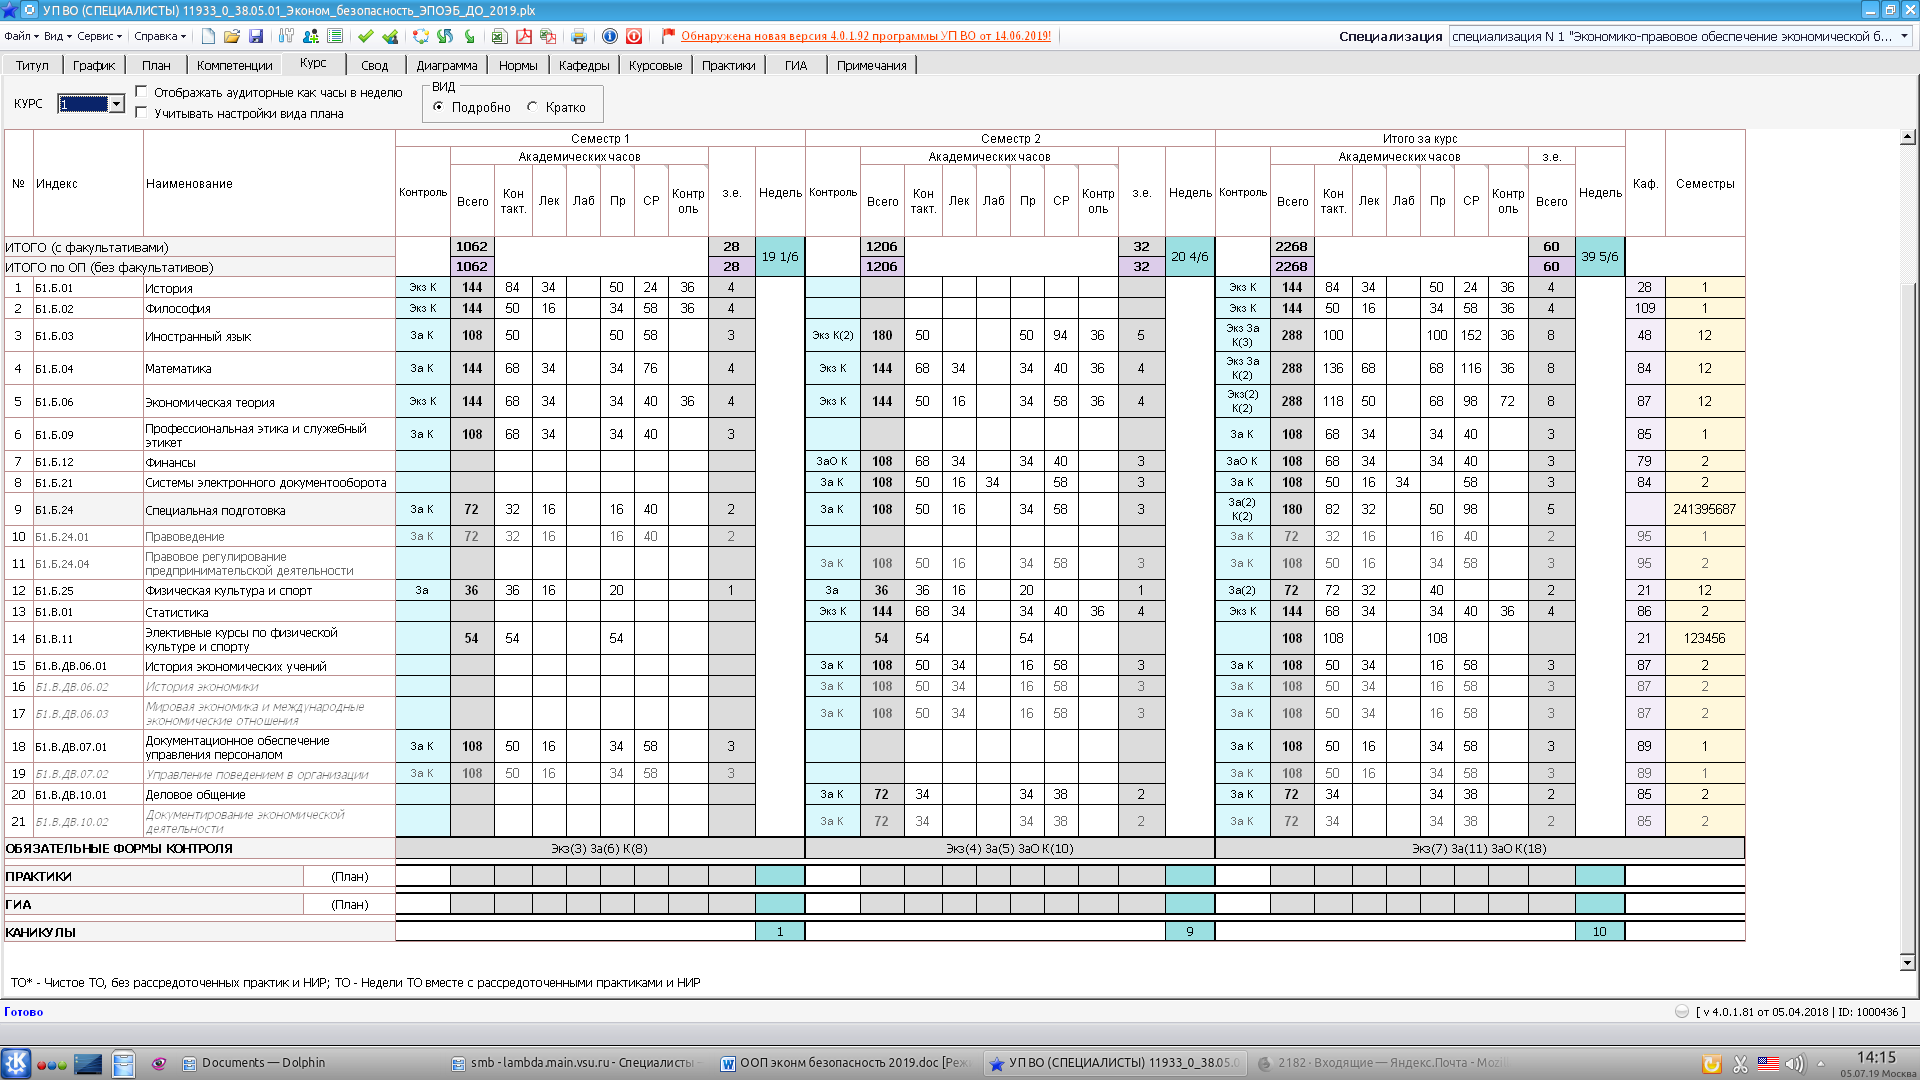 УП ВО (СПЕЦИАЛИСТЫ) 11933_0_38.05.01_Эконом_безопасность_ЭПОЭБ_ДО_2019.plx
Файл Вид Сервис Справка Обнаружена новая версия 4.0.1.92 программы УП ВО от 14.06.2019! Специализация специализация N 1 "Экономико-правовое обеспечение экономической б...
Титул График План Компетенции Курс Свод Диаграмма Нормы Кафедры Курсовые Практики ГИА Примечания
КУРС 1 Отображать аудиторные как часы в неделю
Учитывать настройки вида плана
ВИД
Подробно Кратко
Семестр 1 Семестр 2 Итого за курс
Академических часов Академических часов Академических часов з.е.
№ Индекс Наименование Контроль Всего Кон такт. Лек Лаб Пр СР Контр оль з.е. Недель Контроль Всего Кон такт. Лек Лаб Пр СР Контр оль з.е. Недель Контроль Всего Кон такт. Лек Лаб Пр СР Контр оль Всего Недель Каф. Семестры
ИТОГО (с факультативами) 1062 28 19 1/6 1206 32 20 4/6 2268 60 39 5/6
ИТОГО по ОП (без факультативов) 1062 28 1206 32 2268 60
1 Б1.Б.01 История Экз К 144 84 34 50 24 36 4 Экз К 144 84 34 50 24 36 4 28 1
2 Б1.Б.02 Философия Экз К 144 50 16 34 58 36 4 Экз К 144 50 16 34 58 36 4 109 1
3 Б1.Б.03 Иностранный язык За К 108 50 50 58 3 Экз К(2) 180 50 50 94 36 5 Экз За К(3) 288 100 100 152 36 8 48 12
4 Б1.Б.04 Математика За К 144 68 34 34 76 4 Экз К 144 68 34 34 40 36 4 Экз За К(2) 288 136 68 68 116 36 8 84 12
5 Б1.Б.06 Экономическая теория Экз К 144 68 34 34 40 36 4 Экз К 144 50 16 34 58 36 4 Экз(2) К(2) 288 118 50 68 98 72 8 87 12
6 Б1.Б.09 Профессиональная этика и служебный этикет За К 108 68 34 34 40 3 За К 108 68 34 34 40 3 85 1
7 Б1.Б.12 Финансы ЗаО К 108 68 34 34 40 3 ЗаО К 108 68 34 34 40 3 79 2
8 Б1.Б.21 Системы электронного документооборота За К 108 50 16 34 58 3 За К 108 50 16 34 58 3 84 2
9 Б1.Б.24 Специальная подготовка За К 72 32 16 16 40 2 За К 108 50 16 34 58 3 За(2) К(2) 180 82 32 50 98 5 241395687
10 Б1.Б.24.01 Правоведение За К 72 32 16 16 40 2 За К 72 32 16 16 40 2 95 1
11 Б1.Б.24.04 Правовое регулирование предпринимательской деятельности За К 108 50 16 34 58 3 За К 108 50 16 34 58 3 95 2
12 Б1.Б.25 Физическая культура и спорт За 36 36 16 20 1 За 36 36 16 20 1 За(2) 72 72 32 40 2 21 12
13 Б1.В.01 Статистика Экз К 144 68 34 34 40 36 4 Экз К 144 68 34 34 40 36 4 86 2
14 Б1.В.11 Элективные курсы по физической культуре и спорту 54 54 54 54 54 54 108 108 108 21 123456
15 Б1.В.ДВ.06.01 История экономических учений За К 108 50 34 16 58 3 За К 108 50 34 16 58 3 87 2
16 Б1.В.ДВ.06.02 История экономики За К 108 50 34 16 58 3 За К 108 50 34 16 58 3 87 2
17 Б1.В.ДВ.06.03 Мировая экономика и международные экономические отношения За К 108 50 34 16 58 3 За К 108 50 34 16 58 3 87 2
18 Б1.В.ДВ.07.01 Документационное обеспечение управления персоналом За К 108 50 16 34 58 3 За К 108 50 16 34 58 3 89 1
19 Б1.В.ДВ.07.02 Управление поведением в организации За К 108 50 16 34 58 3 За К 108 50 16 34 58 3 89 1
20 Б1.В.ДВ.10.01 Деловое общение За К 72 34 34 38 2 За К 72 34 34 38 2 85 2
21 Б1.В.ДВ.10.02 Документирование экономической деятельности За К 72 34 34 38 2 За К 72 34 34 38 2 85 2
ОБЯЗАТЕЛЬНЫЕ ФОРМЫ КОНТРОЛЯ Экз(3) За(6) К(8) Экз(4) За(5) ЗаО К(10) Экз(7) За(11) ЗаО К(18)
ПРАКТИКИ (План)
ГИА (План)
КАНИКУЛЫ 1 9 10
ТО* - Чистое ТО, без рассредоточенных практик и НИР; ТО - Недели ТО вместе с рассредоточенными практиками и НИР
Готово [ v 4.0.1.81 от 05.04.2018 | ID: 1000436 ]
Documents — Dolphin smb - lambda.main.vsu.ru - Специалисты ООП эконм безопасность 2019.doc [Реж УП ВО (СПЕЦИАЛИСТЫ) 11933_0_38.05.0 2182 · Входящие — Яндекс.Почта - Mozil 14:15
05.07.19 Москва